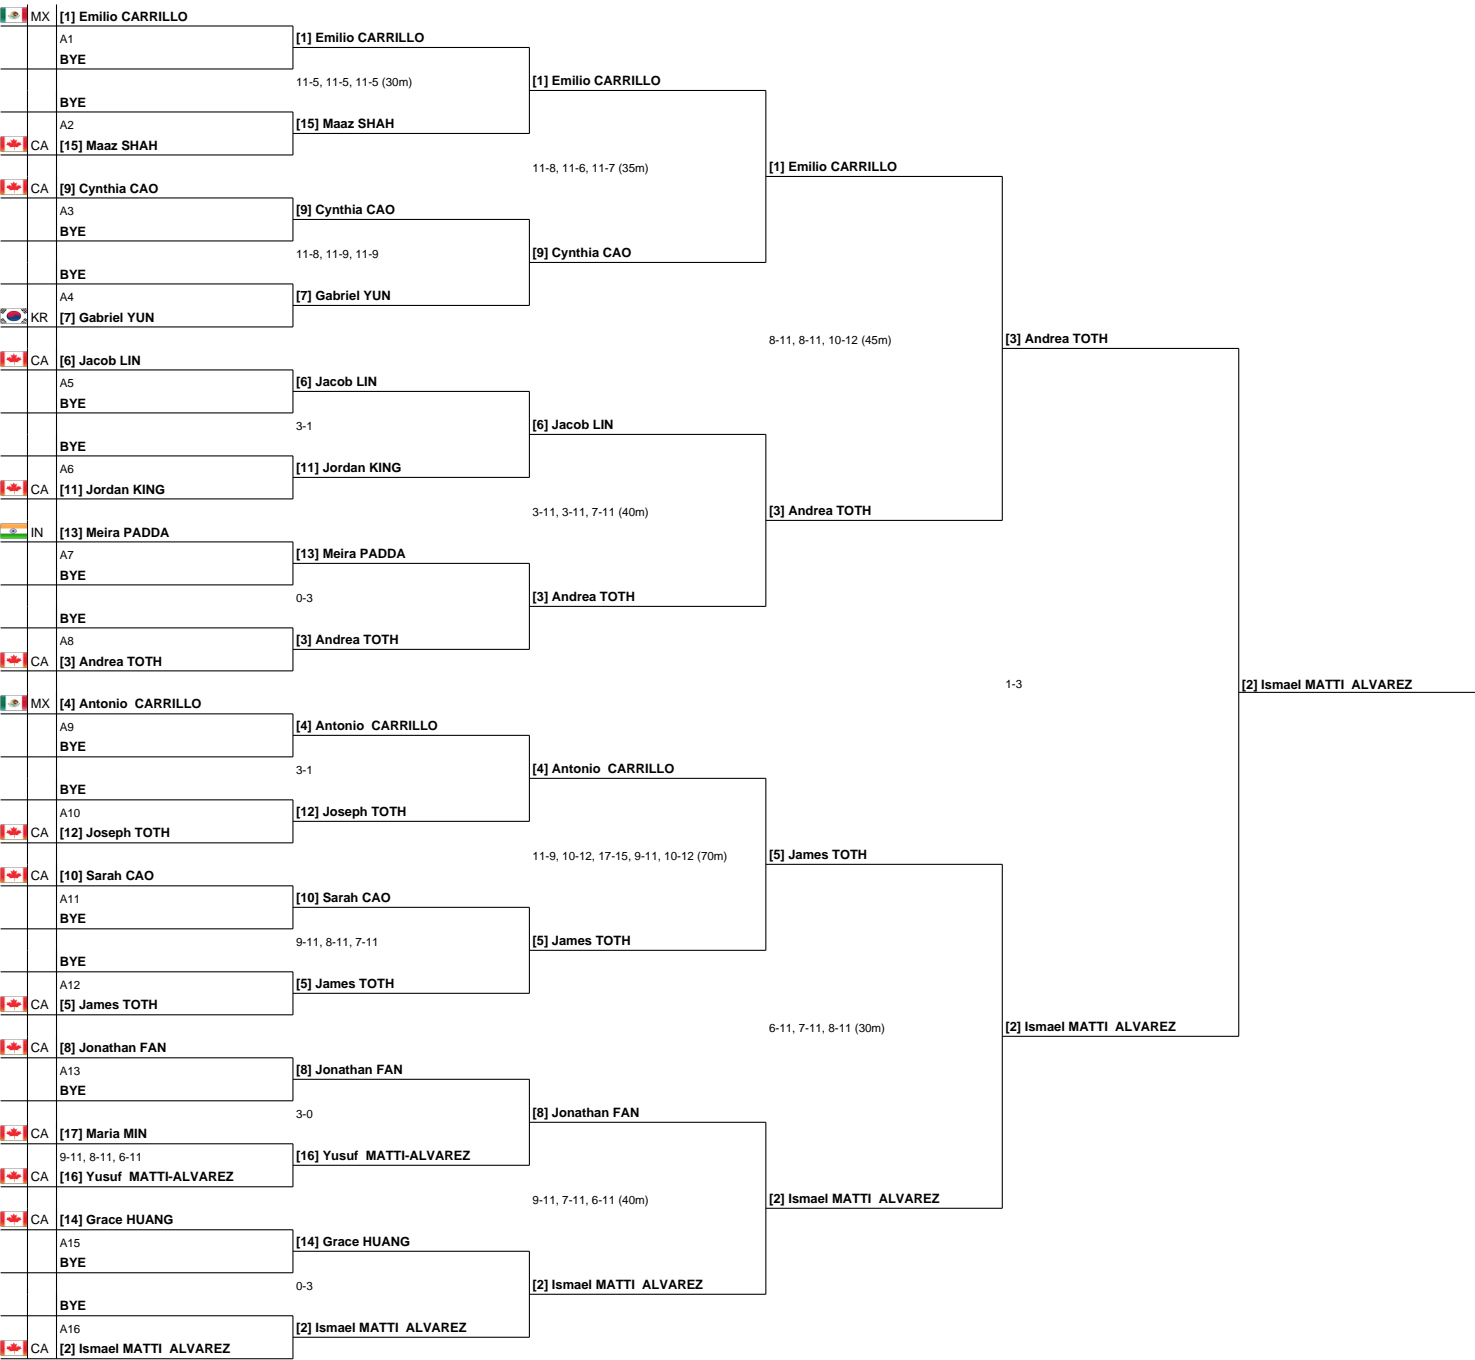 MX [1] Emilio CARRILLO
A1 [1] Emilio CARRILLO
BYE
11-5, 11-5, 11-5 (30m) [1] Emilio CARRILLO
BYE
A2 [15] Maaz SHAH
CA [15] Maaz SHAH
11-8, 11-6, 11-7 (35m) [1] Emilio CARRILLO
CA [9] Cynthia CAO
A3 [9] Cynthia CAO
BYE
11-8, 11-9, 11-9 [9] Cynthia CAO
BYE
A4 [7] Gabriel YUN
KR [7] Gabriel YUN
8-11, 8-11, 10-12 (45m) [3] Andrea TOTH
CA [6] Jacob LIN
A5 [6] Jacob LIN
BYE
3-1 [6] Jacob LIN
BYE
A6 [11] Jordan KING
CA [11] Jordan KING
3-11, 3-11, 7-11 (40m) [3] Andrea TOTH
IN [13] Meira PADDA
A7 [13] Meira PADDA
BYE
0-3 [3] Andrea TOTH
BYE
A8 [3] Andrea TOTH
CA [3] Andrea TOTH
1-3 [2] Ismael MATTI ALVAREZ
MX [4] Antonio CARRILLO
A9 [4] Antonio CARRILLO
BYE
3-1 [4] Antonio CARRILLO
BYE
A10 [12] Joseph TOTH
CA [12] Joseph TOTH
11-9, 10-12, 17-15, 9-11, 10-12 (70m) [5] James TOTH
CA [10] Sarah CAO
A11 [10] Sarah CAO
BYE
9-11, 8-11, 7-11 [5] James TOTH
BYE
A12 [5] James TOTH
CA [5] James TOTH
6-11, 7-11, 8-11 (30m) [2] Ismael MATTI ALVAREZ
CA [8] Jonathan FAN
A13 [8] Jonathan FAN
BYE
3-0 [8] Jonathan FAN
CA [17] Maria MIN
9-11, 8-11, 6-11 [16] Yusuf MATTI-ALVAREZ
CA [16] Yusuf MATTI-ALVAREZ
9-11, 7-11, 6-11 (40m) [2] Ismael MATTI ALVAREZ
CA [14] Grace HUANG
A15 [14] Grace HUANG
BYE
0-3 [2] Ismael MATTI ALVAREZ
BYE
A16 [2] Ismael MATTI ALVAREZ
CA [2] Ismael MATTI ALVAREZ